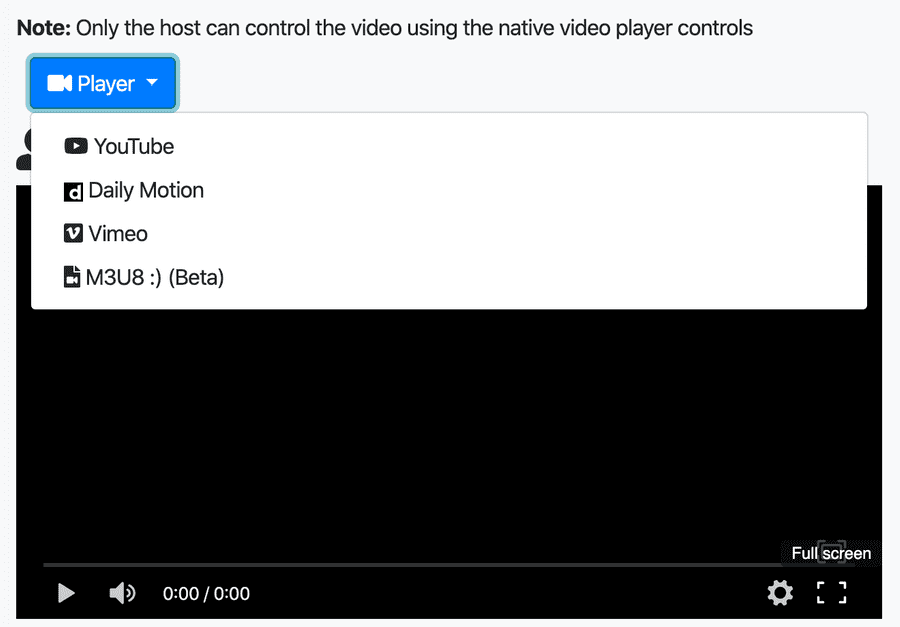 Note: Only the host can control the video using the native video player controls
Player
YouTube
Daily Motion
Vimeo
M3U8 :) (Beta)
Full screen
0:00 / 0:00